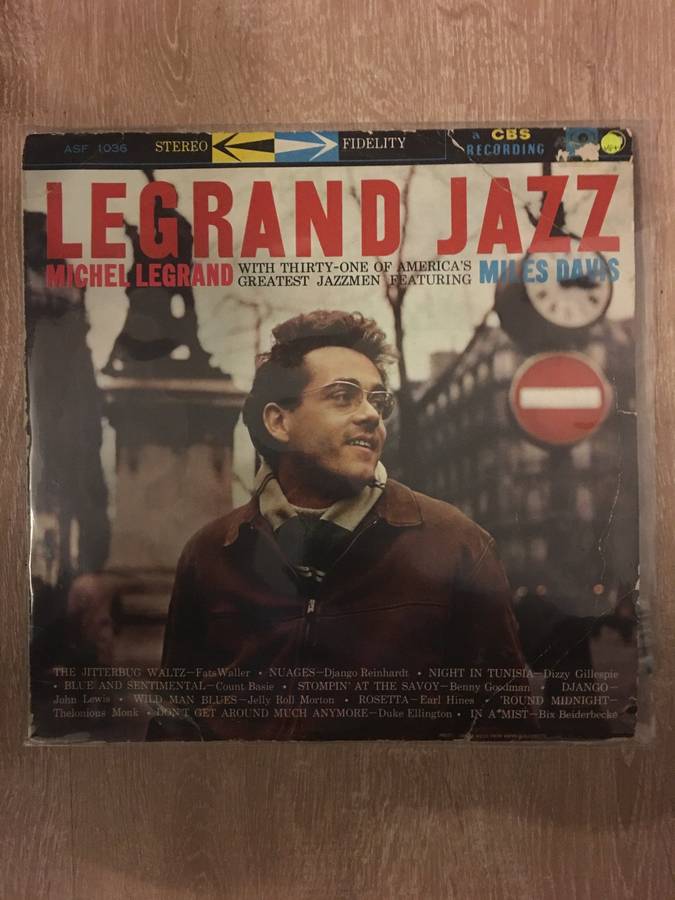 ASF 1036 STEREO FIDELITY A CBS
RECORDING
LEGRAND JAZZ
MICHEL LEGRAND WITH THIRTY-ONE OF AMERICA'S
GREATEST JAZZMEN FEATURING MILES DAVIS
THE JITTERBUG WALTZ—Fats Waller • NUAGES—Django Reinhardt • NIGHT IN TUNISIA—Dizzy Gillespie
• BLUE AND SENTIMENTAL—Count Basie • STOMPIN' AT THE SAVOY—Benny Goodman • DJANGO—
John Lewis • WILD MAN BLUES—Jelly Roll Morton • ROSETTA—Earl Hines • 'ROUND MIDNIGHT—
Thelonious Monk • DON'T GET AROUND MUCH ANYMORE—Duke Ellington • IN A MIST—Bix Beiderbecke